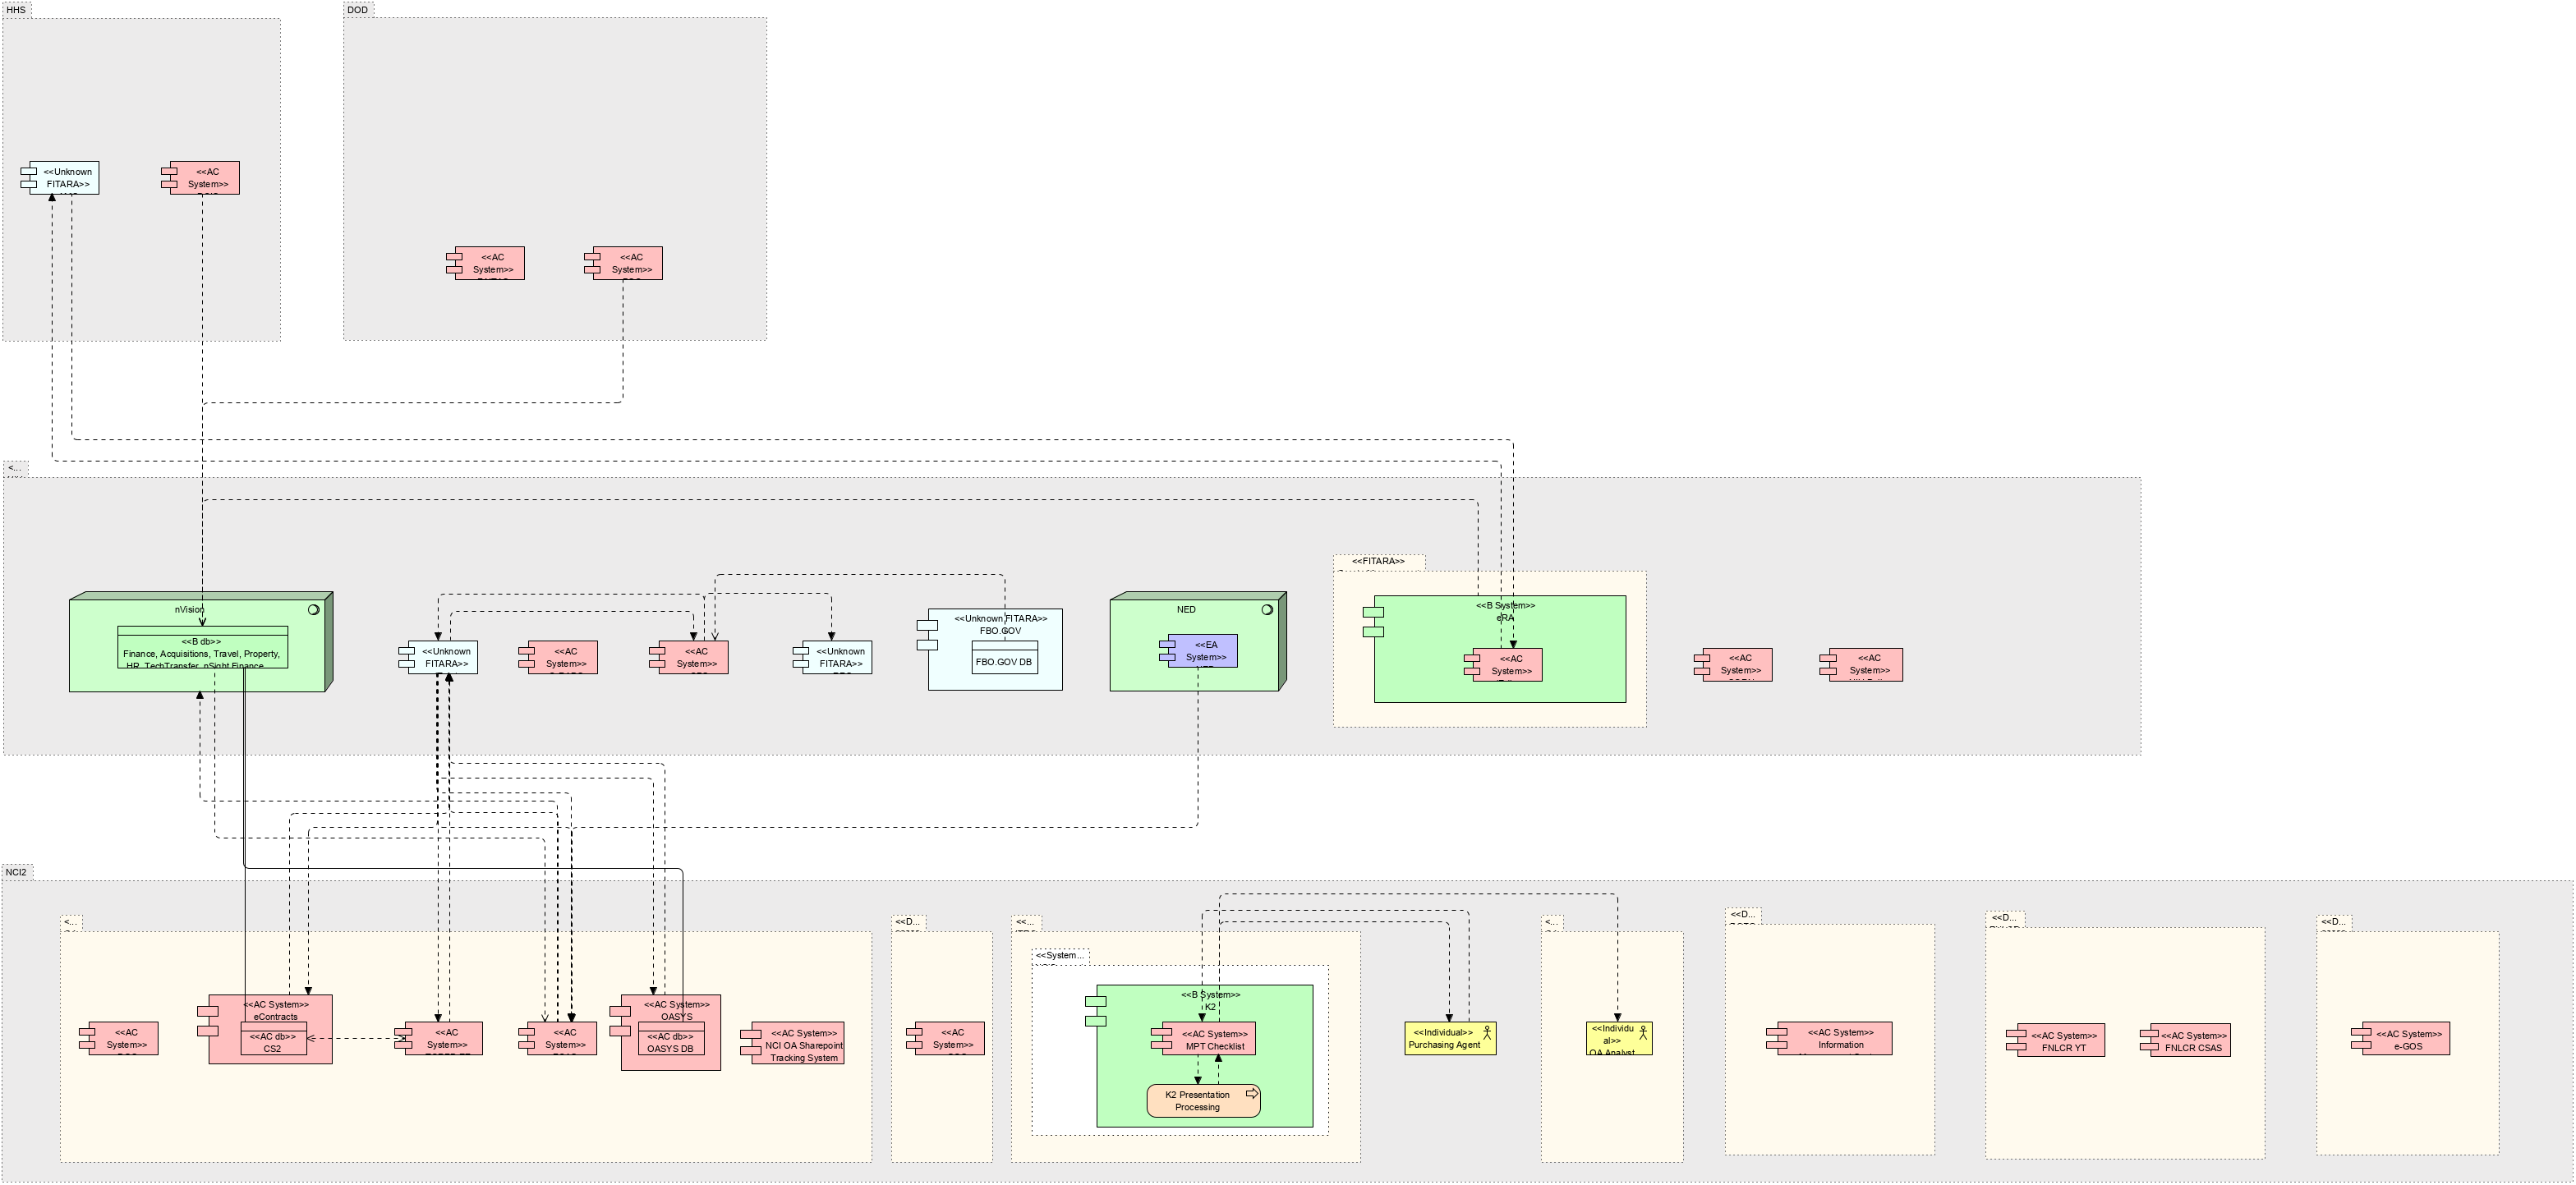 HHS
DOD
<<Unknown
FITARA>>
<<AC
System>>
<<AC
System>>
<<AC
System>>
<...
<<FITARA>>
nVision
<<B db>>
Finance, Acquisitions, Travel, Property,
HR, TechTransfer, nSight Finance
<<Unknown
FITARA>>
<<AC
System>>
<<AC
System>>
<<Unknown
FITARA>>
<<Unknown FITARA>>
FBO.GOV
FBO.GOV DB
NED
<<EA
System>>
<<B System>>
eRA
<<AC
System>>
<<AC
System>>
<<AC
System>>
NCI2
<...
<<D...
<<...
<<System...
<...
<<D...
<<D...
<<D...
<<AC
System>>
<<AC System>>
eContracts
<<AC db>>
CS2
<<AC
System>>
<<AC
System>>
<<AC System>>
OASYS
<<AC db>>
OASYS DB
<<AC System>>
NCI OA Sharepoint
Tracking System
<<AC
System>>
<<B System>>
K2
<<AC System>>
MPT Checklist
K2 Presentation
Processing
<<Individual>>
Purchasing Agent
<<Individu
al>>
OA Analyst
<<AC System>>
Information
<<AC System>>
FNLCR YT
<<AC System>>
FNLCR CSAS
<<AC System>>
e-GOS